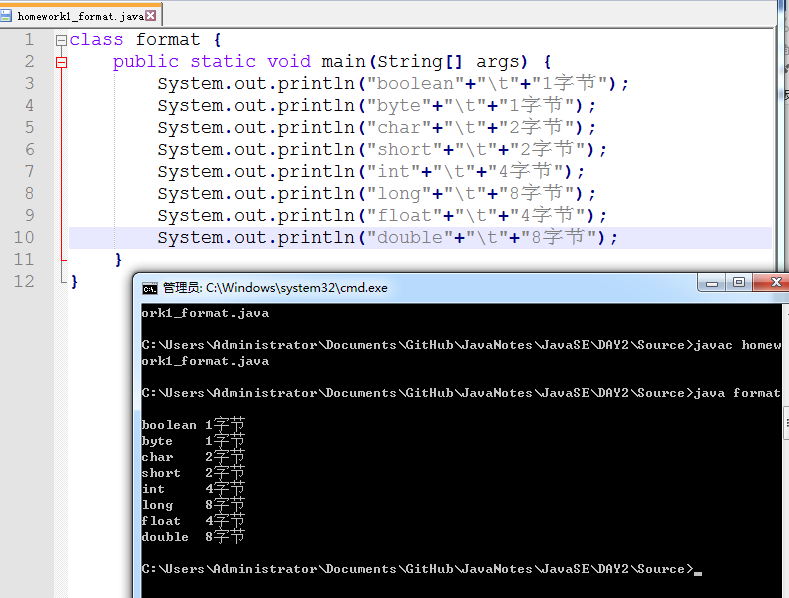 homework1_format.java
1 class format {
2 public static void main(String[] args) {
3 System.out.println("boolean"+"\t"+"1字节");
4 System.out.println("byte"+"\t"+"1字节");
5 System.out.println("char"+"\t"+"2字节");
6 System.out.println("short"+"\t"+"2字节");
7 System.out.println("int"+"\t"+"4字节");
8 System.out.println("long"+"\t"+"8字节");
9 System.out.println("float"+"\t"+"4字节");
10 System.out.println("double"+"\t"+"8字节");
11 }
12 }
管理员: C:\Windows\system32\cmd.exe
ork1_format.java
C:\Users\Administrator\Documents\GitHub\JavaNotes\JavaSE\DAY2\Source>javac homew
ork1_format.java
C:\Users\Administrator\Documents\GitHub\JavaNotes\JavaSE\DAY2\Source>java format
boolean 1字节
byte 1字节
char 2字节
short 2字节
int 4字节
long 8字节
float 4字节
double 8字节
C:\Users\Administrator\Documents\GitHub\JavaNotes\JavaSE\DAY2\Source>